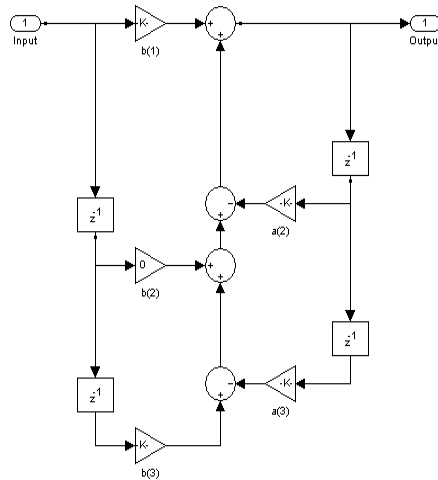 1
-K-
+
+
1
Input
b(1)
Output
z-1
z-1
-
+
-K-
a(2)
0
+
+
b(2)
z-1
z-1
-
+
-K-
a(3)
-K-
b(3)